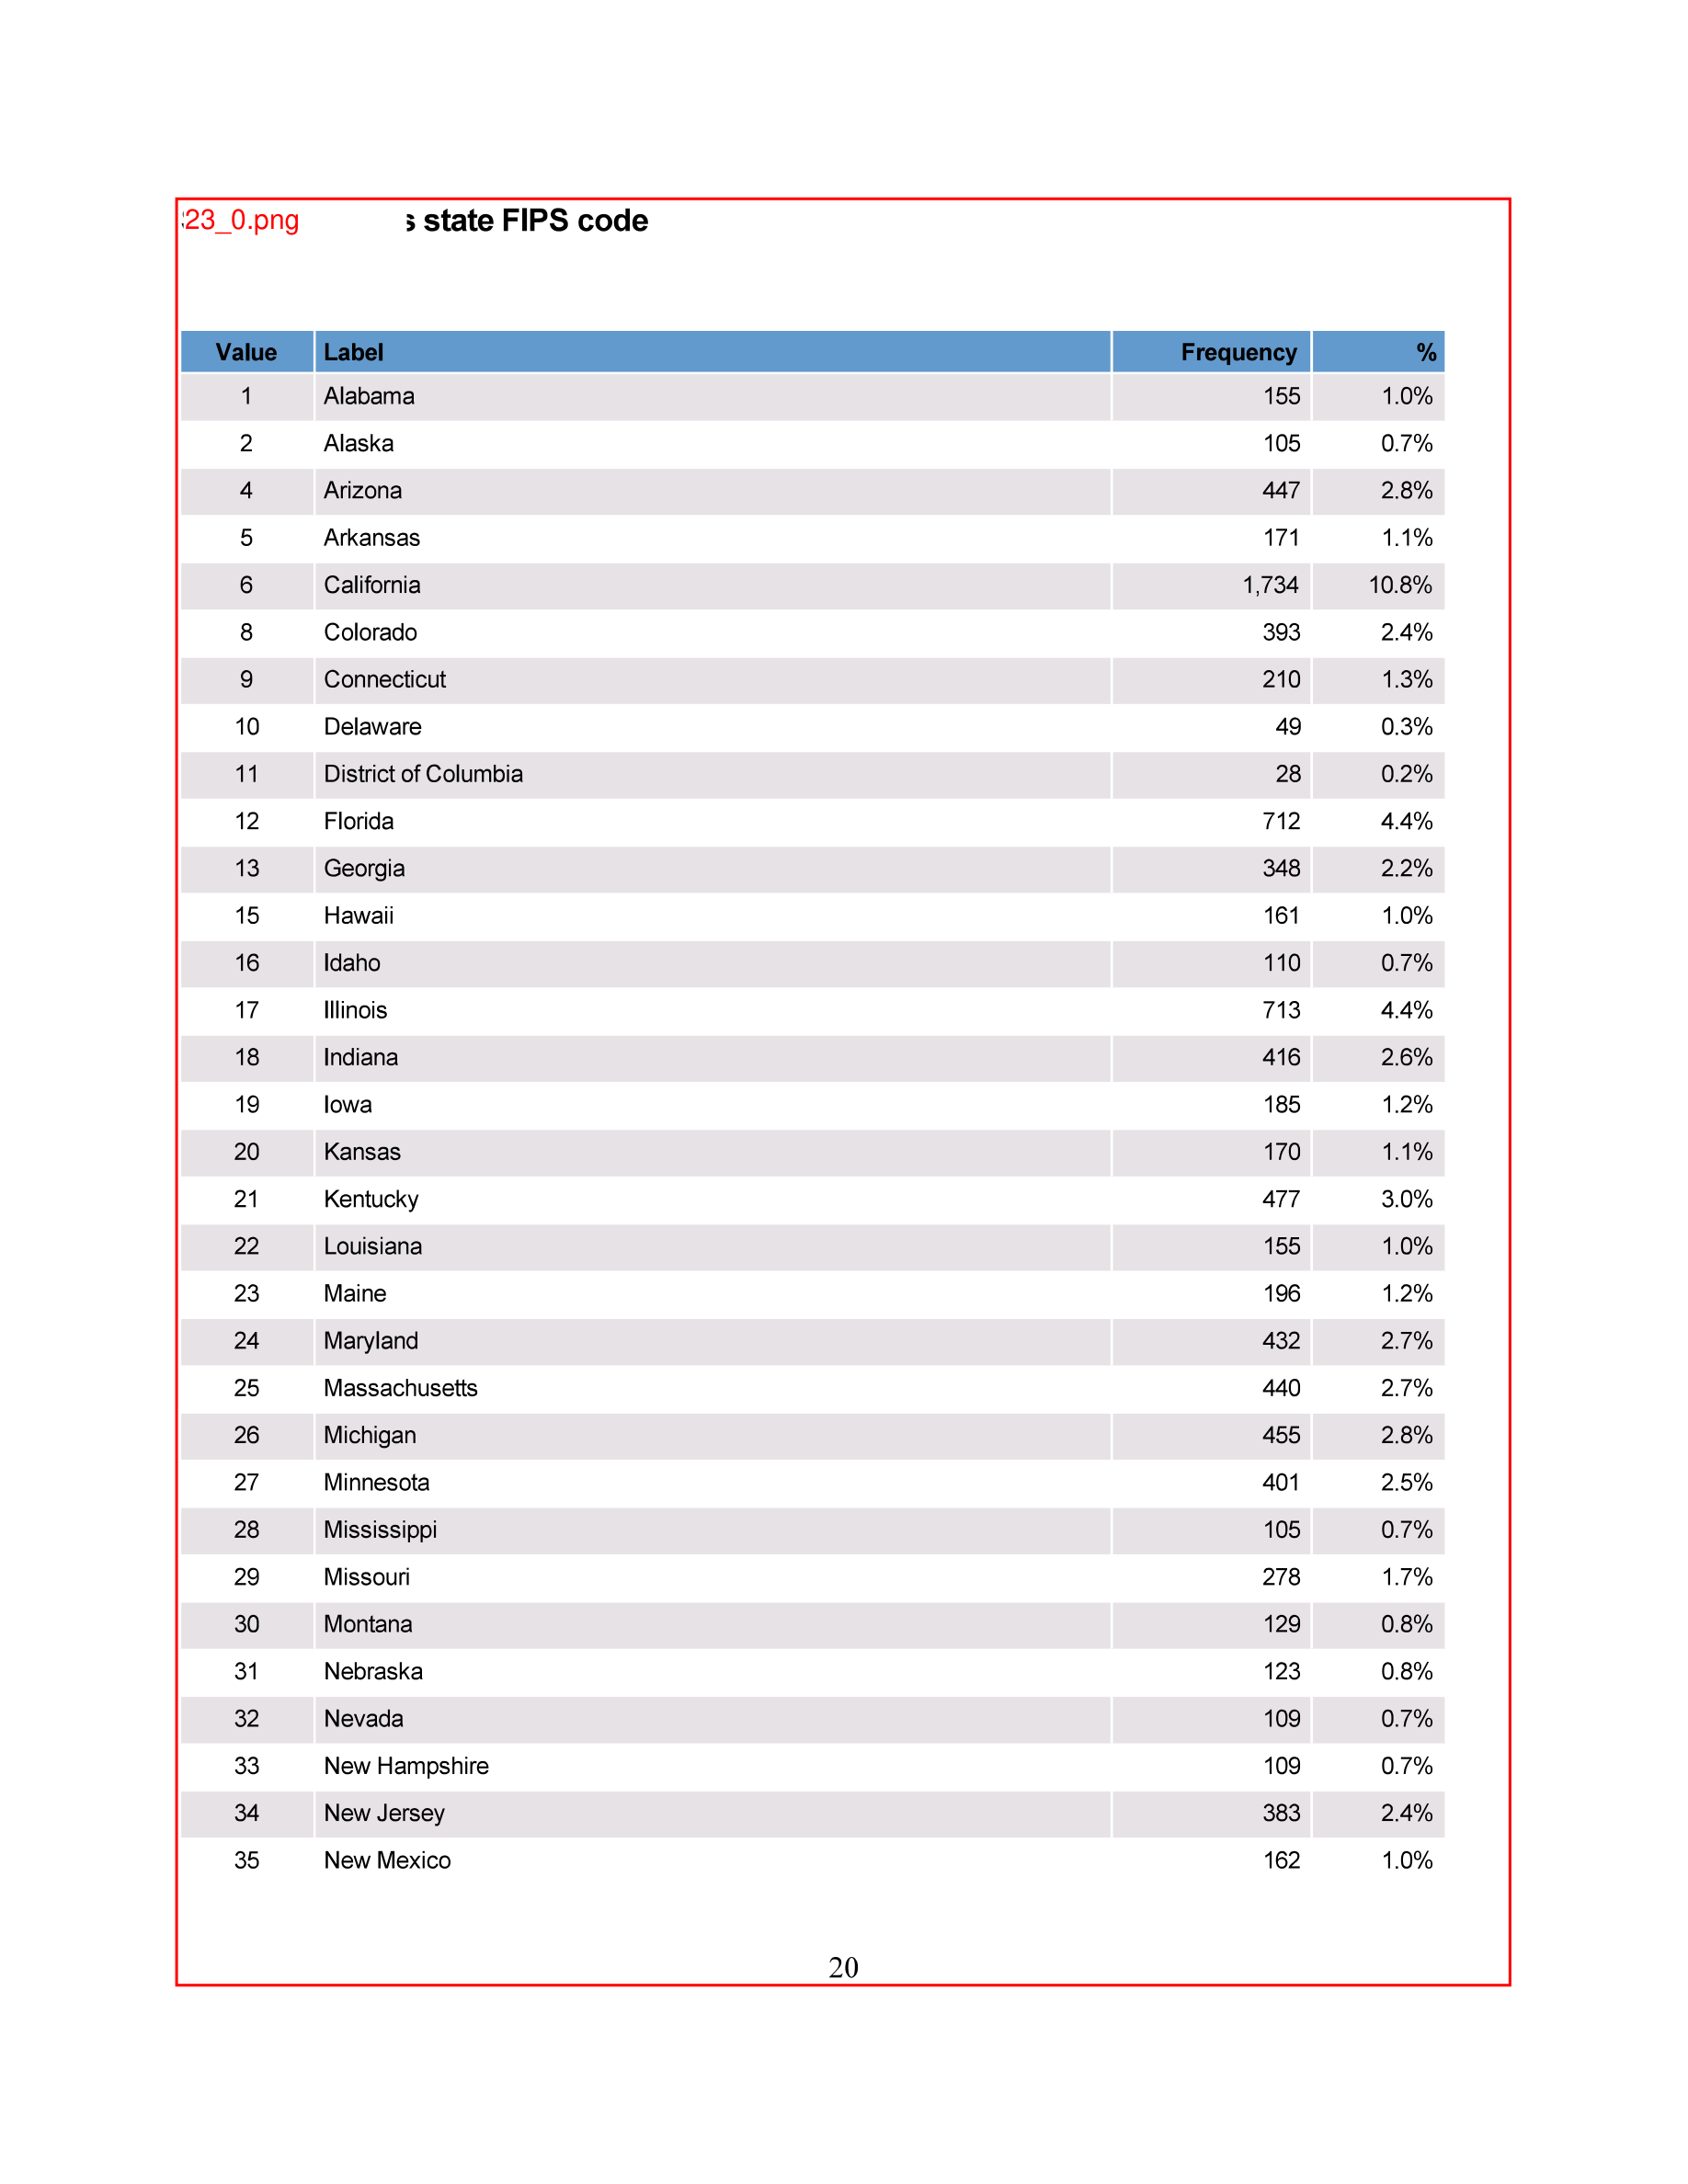 23_0.png state FIPS code
Value Label Frequency %
1 Alabama 155 1.0%
2 Alaska 105 0.7%
4 Arizona 447 2.8%
5 Arkansas 171 1.1%
6 California 1,734 10.8%
8 Colorado 393 2.4%
9 Connecticut 210 1.3%
10 Delaware 49 0.3%
11 District of Columbia 28 0.2%
12 Florida 712 4.4%
13 Georgia 348 2.2%
15 Hawaii 161 1.0%
16 Idaho 110 0.7%
17 Illinois 713 4.4%
18 Indiana 416 2.6%
19 Iowa 185 1.2%
20 Kansas 170 1.1%
21 Kentucky 477 3.0%
22 Louisiana 155 1.0%
23 Maine 196 1.2%
24 Maryland 432 2.7%
25 Massachusetts 440 2.7%
26 Michigan 455 2.8%
27 Minnesota 401 2.5%
28 Mississippi 105 0.7%
29 Missouri 278 1.7%
30 Montana 129 0.8%
31 Nebraska 123 0.8%
32 Nevada 109 0.7%
33 New Hampshire 109 0.7%
34 New Jersey 383 2.4%
35 New Mexico 162 1.0%
20